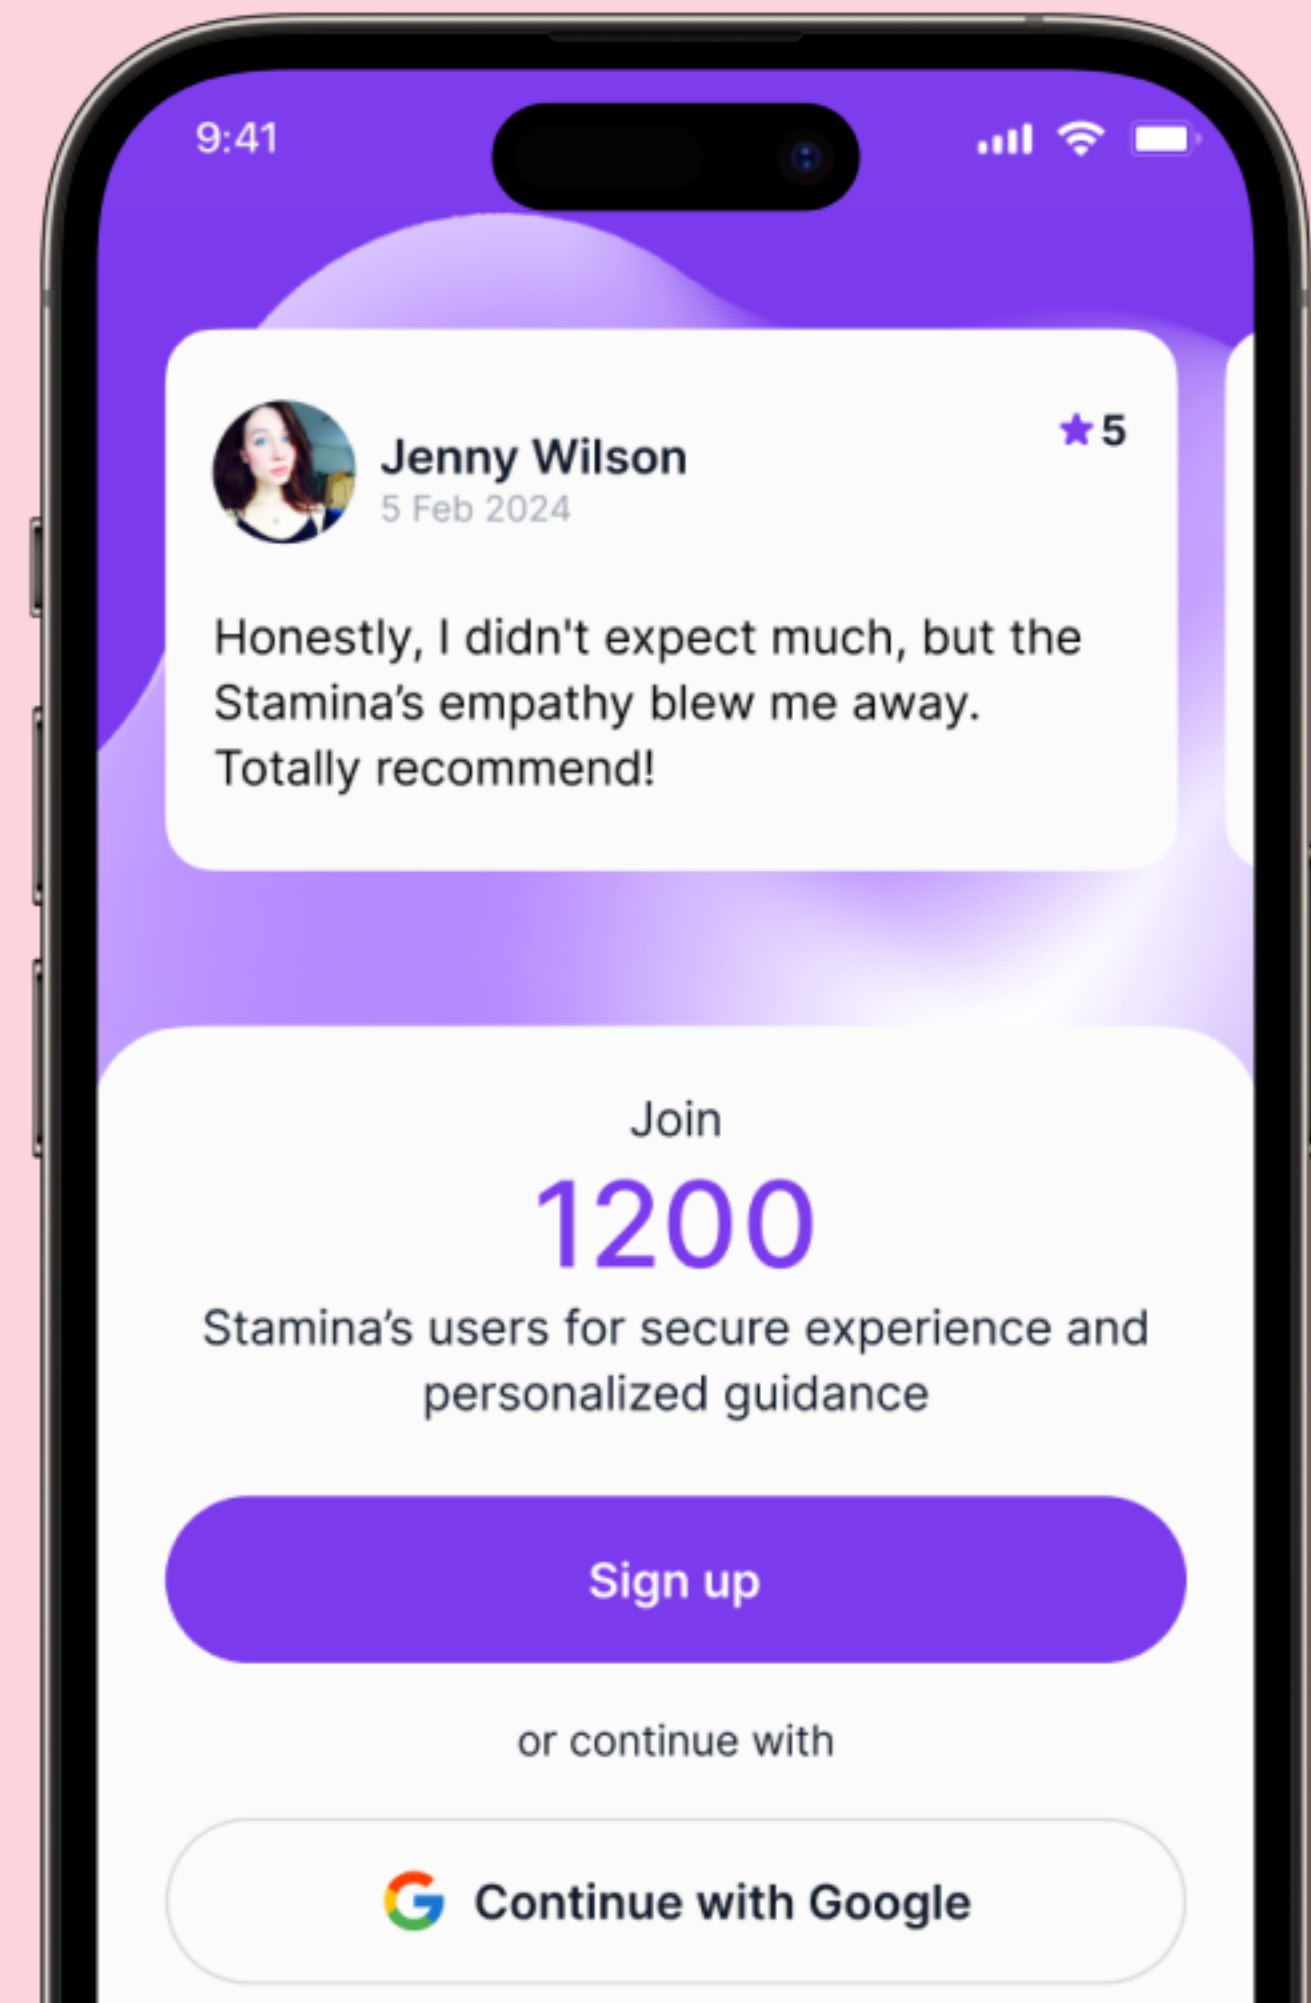 9:41
Jenny Wilson
5
5 Feb 2024
Honestly, I didn't expect much, but the
Stamina’s empathy blew me away.
Totally recommend!
Join
1200
Stamina’s users for secure experience and
personalized guidance
Sign up
or continue with
Continue with Google